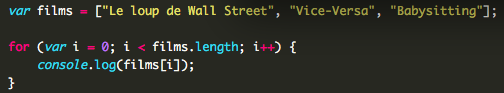 var films = ["Le loup de Wall Street", "Vice-Versa", "Babysitting"];
for (var i = 0; i < films.length; i++) {
    console.log(films[i]);
}